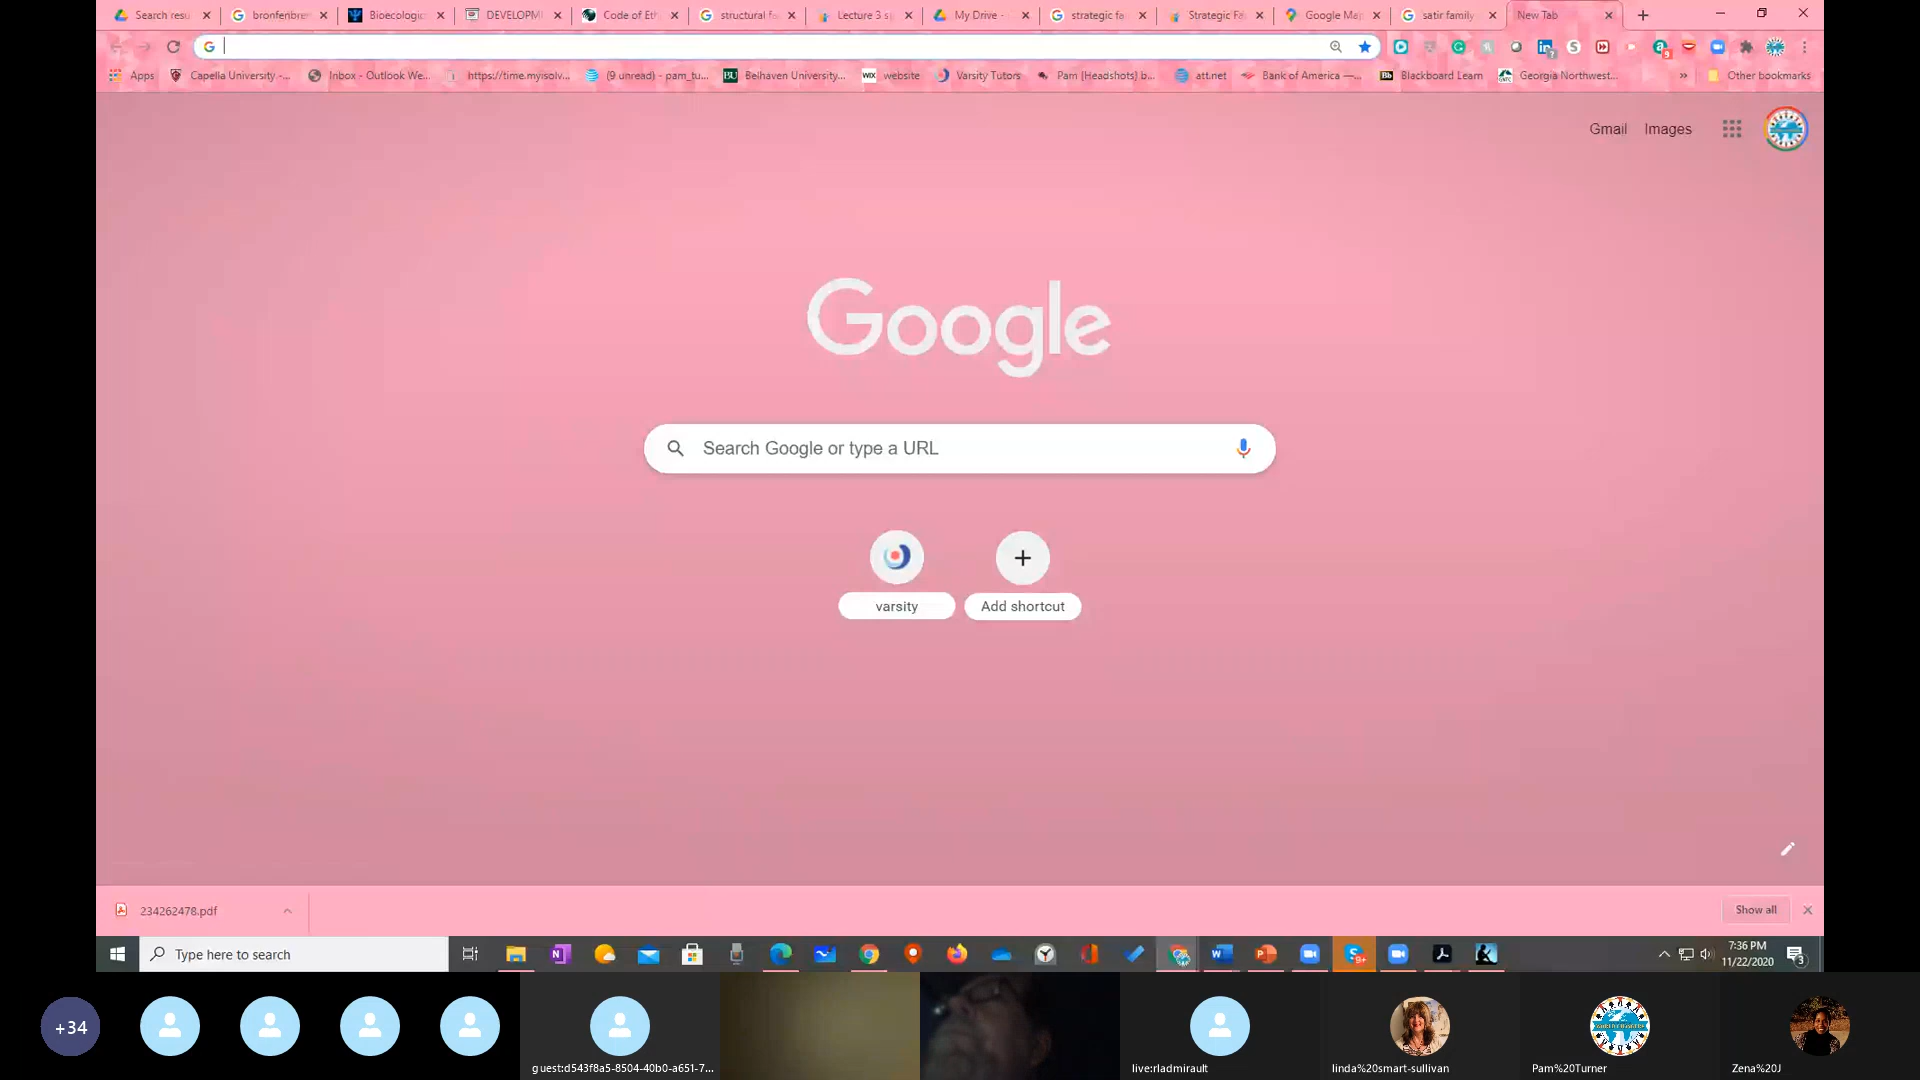 Search resu
bronfenbre
Bioecologic
DEVELOPM
Code of Eth
structural fa
Lecture 3 s
My Drive -
strategic fa
Strategic Fa
Google Map
satir family
New Tab
Apps
Capella University -...
Inbox - Outlook We...
https://time.myisolv...
(9 unread) - pam_tu...
Belhaven University...
website
Varsity Tutors
Pam (Headshots) b...
att.net
Bank of America —...
Blackboard Learn
Georgia Northwest...
»
Other bookmarks
Gmail
Images
Google
Search Google or type a URL
varsity
Add shortcut
234262478.pdf
Show all
Type here to search
7:36 PM
11/22/2020
+34
guest:d543f8a5-8504-40b0-a651-7...
live:rladmirault
linda%20smart-sullivan
Pam%20Turner
Zena%20J